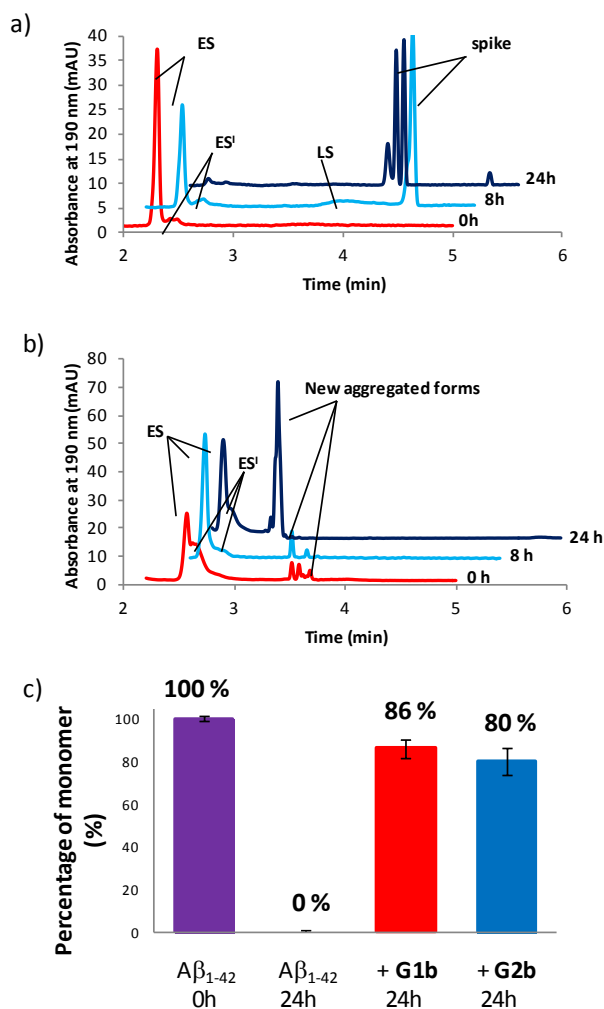 a)
Absorbance at 190 nm (mAU)
40
35
30
25
20
15
10
5
0
ES
ES^I
LS
spike
24h
8h
0h
2
3
4
5
6
Time (min)
b)
Absorbance at 190 nm (mAU)
80
70
60
50
40
30
20
10
0
ES
ES^I
New aggregated forms
24 h
8 h
0 h
2
3
4
5
6
Time (min)
c)
Percentage of monomer
(%)
100
80
60
40
20
0
100 %
0 %
86 %
80 %
Aβ1-42
0h
Aβ1-42
24h
+ G1b
24h
+ G2b
24h